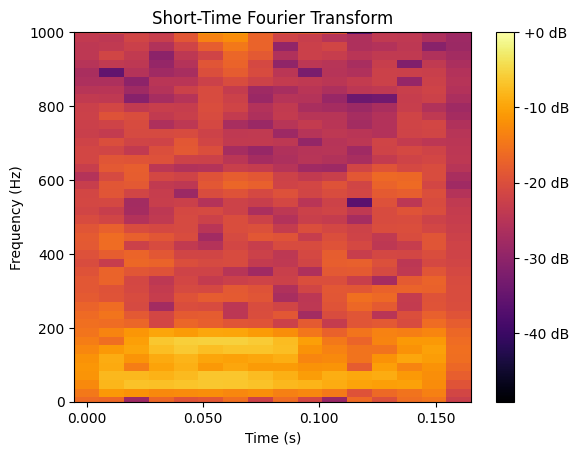 Short-Time Fourier Transform
Frequency (Hz)
1000
800
600
400
200
0
0.000
0.050
0.100
0.150
Time (s)
+0 dB
-10 dB
-20 dB
-30 dB
-40 dB